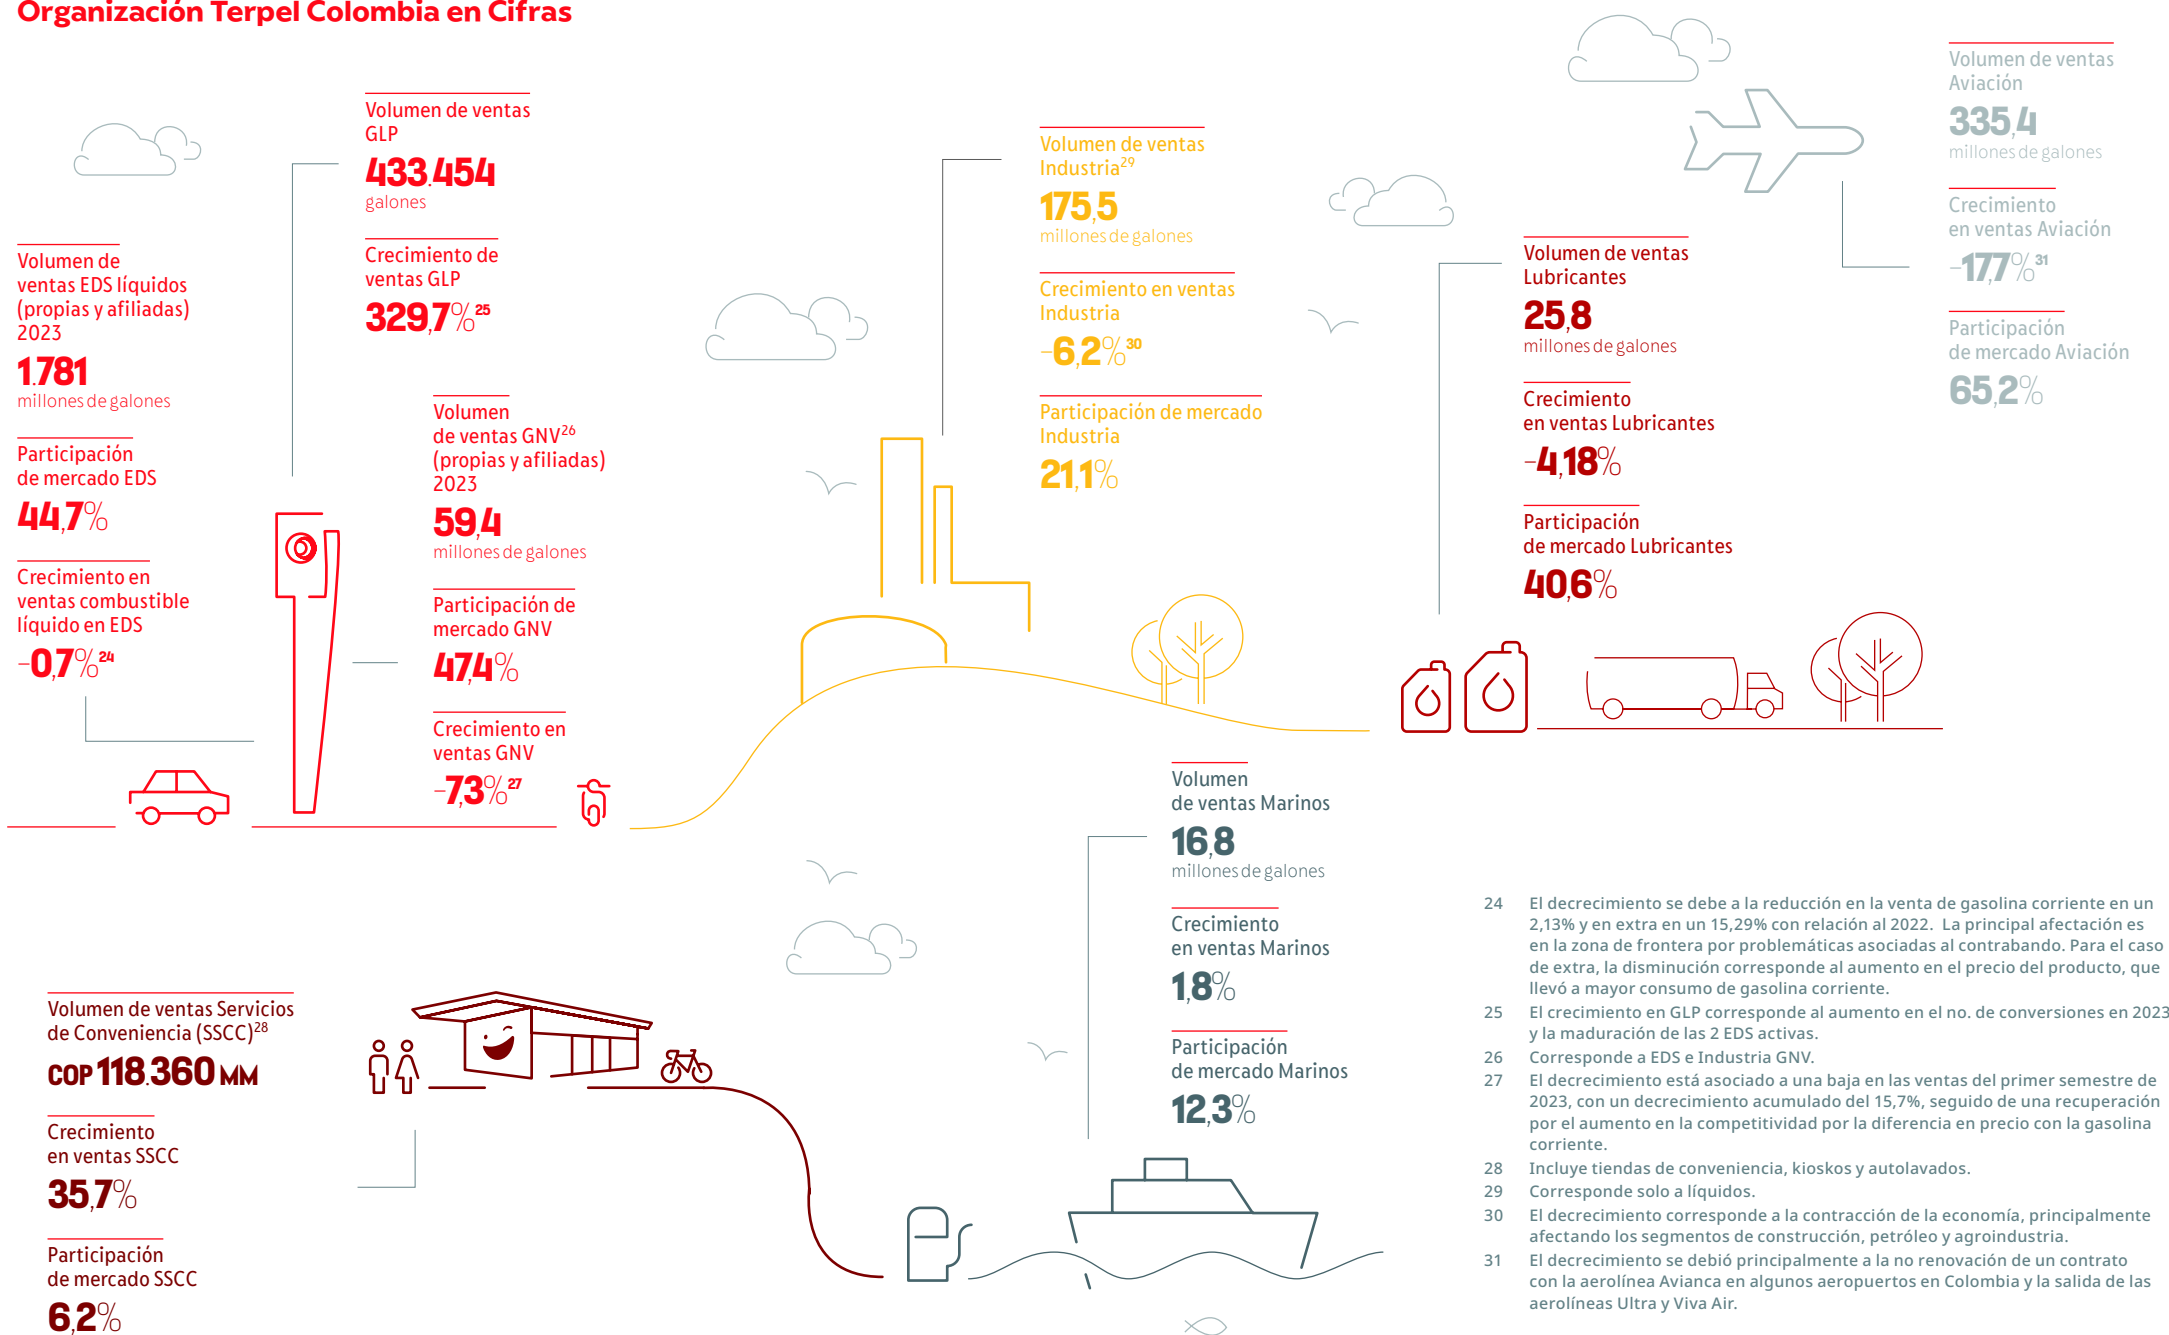 Organización Terpel Colombia en Cifras
Volumen de
ventas EDS líquidos
(propias y afiliadas)
2023
1.781
millones de galones
Participación
de mercado EDS
44,7%
Crecimiento en
ventas combustible
líquido en EDS
-0,7%24
Volumen de ventas
GLP
433.454
galones
Crecimiento de
ventas GLP
329,7%25
Volumen
de ventas GNV26
(propias y afiliadas)
2023
59,4
millones de galones
Participación de
mercado GNV
47,4%
Crecimiento en
ventas GNV
-7,3%27
Volumen de ventas
Industria29
175,5
millones de galones
Crecimiento en ventas
Industria
-6,2%30
Participación de mercado
Industria
21,1%
Volumen de ventas
Lubricantes
25,8
millones de galones
Crecimiento
en ventas Lubricantes
-4,18%
Participación
de mercado Lubricantes
40,6%
Volumen de ventas
Aviación
335,4
millones de galones
Crecimiento
en ventas Aviación
-17,7%31
Participación
de mercado Aviación
65,2%
Volumen de ventas Servicios
de Conveniencia (SSCC)28
COP 118.360 MM
Crecimiento
en ventas SSCC
35,7%
Participación
de mercado SSCC
6,2%
Volumen
de ventas Marinos
16,8
millones de galones
Crecimiento
en ventas Marinos
1,8%
Participación
de mercado Marinos
12,3%
24 El decrecimiento se debe a la reducción en la venta de gasolina corriente en un
2,13% y en extra en un 15,29% con relación al 2022. La principal afectación es
en la zona de frontera por problemáticas asociadas al contrabando. Para el caso
de extra, la disminución corresponde al aumento en el precio del producto, que
llevó a mayor consumo de gasolina corriente.
25 El crecimiento en GLP corresponde al aumento en el no. de conversiones en 2023
y la maduración de las 2 EDS activas.
26 Corresponde a EDS e Industria GNV.
27 El decrecimiento está asociado a una baja en las ventas del primer semestre de
2023, con un decrecimiento acumulado del 15,7%, seguido de una recuperación
por el aumento en la competitividad por la diferencia en precio con la gasolina
corriente.
28 Incluye tiendas de conveniencia, kioskos y autolavados.
29 Corresponde solo a líquidos.
30 El decrecimiento corresponde a la contracción de la economía, principalmente
afectando los segmentos de construcción, petróleo y agroindustria.
31 El decrecimiento se debió principalmente a la no renovación de un contrato
con la aerolínea Avianca en algunos aeropuertos en Colombia y la salida de las
aerolíneas Ultra y Viva Air.